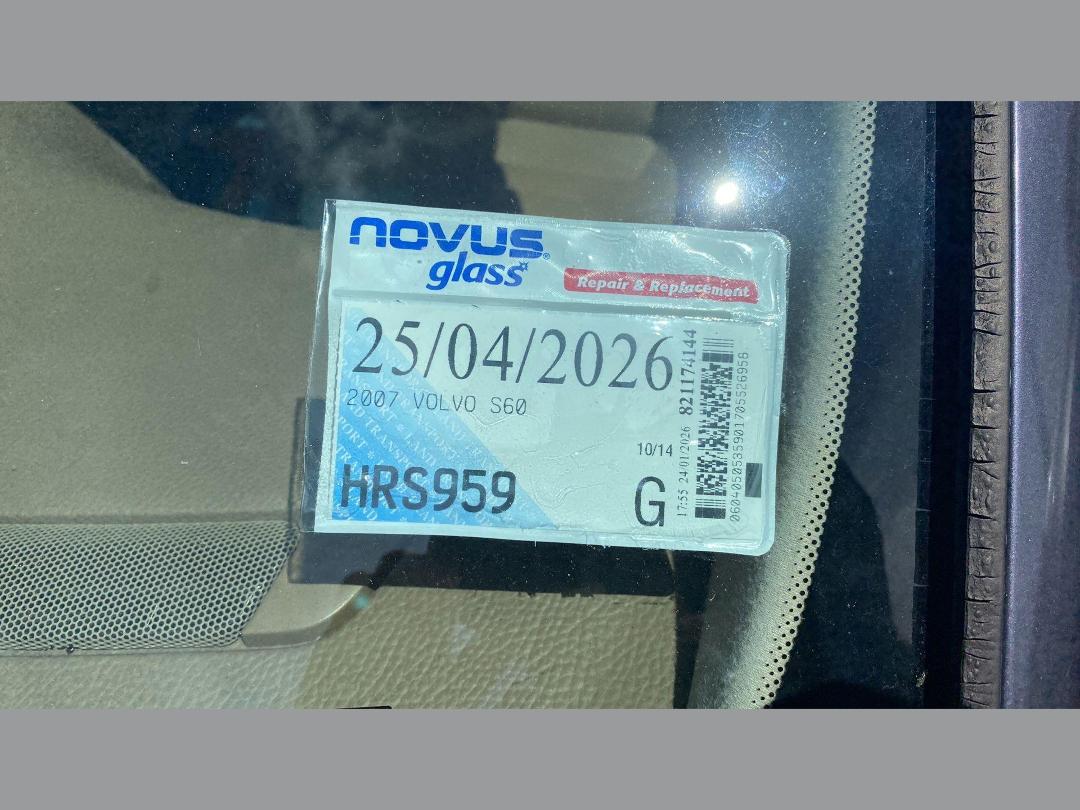 NOVUS®
glass
Repair & Replacement
25/04/2026
2007 VOLVO S60
10/14
HRS959
G
821174144
17:55 24/01/2026